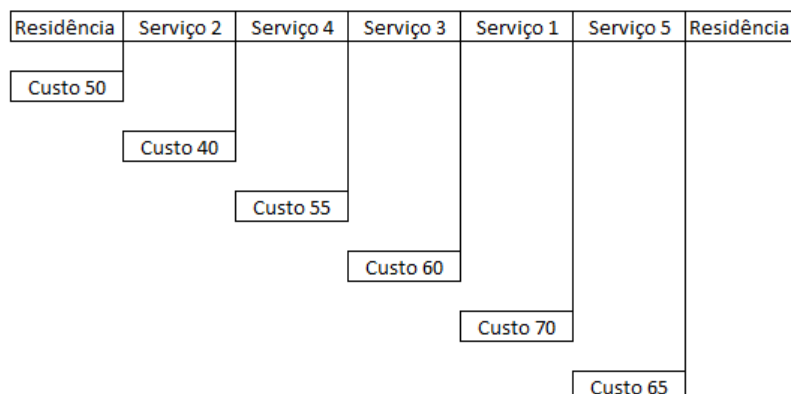 Residência Serviço 2 Serviço 4 Serviço 3 Serviço 1 Serviço 5 Residência
Custo 50
Custo 40
Custo 55
Custo 60
Custo 70
Custo 65